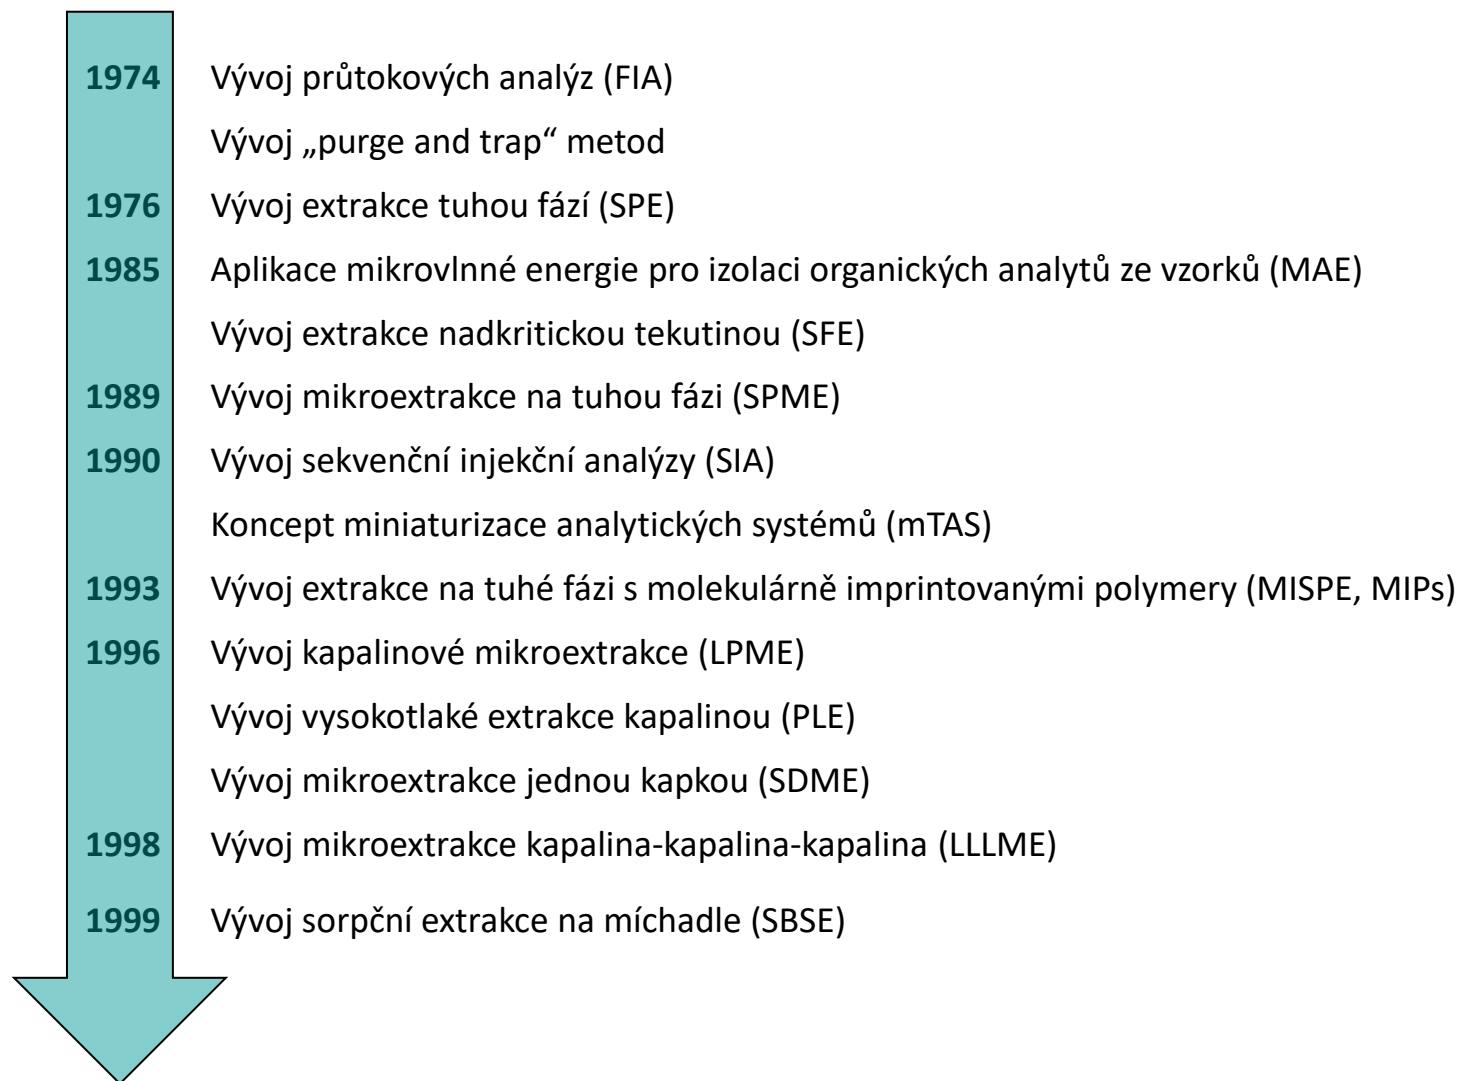 1974 Vývoj průtokových analýz (FIA)
Vývoj „purge and trap“ metod
1976 Vývoj extrakce tuhou fází (SPE)
1985 Aplikace mikrovlnné energie pro izolaci organických analytů ze vzorků (MAE)
Vývoj extrakce nadkritickou tekutinou (SFE)
1989 Vývoj mikroextrakce na tuhou fázi (SPME)
1990 Vývoj sekvenční injekční analýzy (SIA)
Koncept miniaturizace analytických systémů (mTAS)
1993 Vývoj extrakce na tuhé fázi s molekulárně imprintovanými polymery (MISPE, MIPs)
1996 Vývoj kapalinové mikroextrakce (LPME)
Vývoj vysokotlaké extrakce kapalinou (PLE)
Vývoj mikroextrakce jednou kapkou (SDME)
1998 Vývoj mikroextrakce kapalina-kapalina-kapalina (LLLME)
1999 Vývoj sorpční extrakce na míchadle (SBSE)